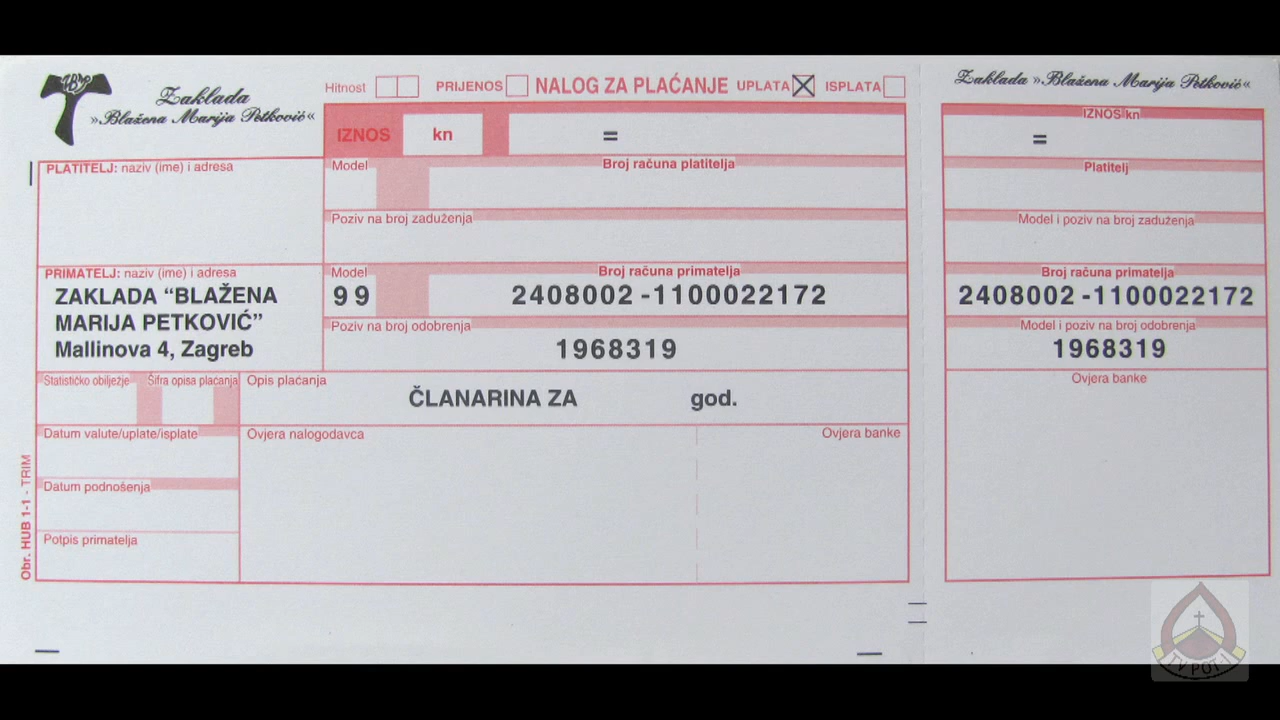 Zaklada
»Blažena Marija Petković«
Hitnost PRIJENOS NALOG ZA PLAĆANJE UPLATA ISPLATA
IZNOS kn =
PLATITELJ: naziv (ime) i adresa
Model Broj računa platitelja
Poziv na broj zaduženja
PRIMATELJ: naziv (ime) i adresa
ZAKLADA “BLAŽENA
MARIJA PETKOVIĆ”
Mallinova 4, Zagreb
Model Broj računa primatelja
99 2408002 -1100022172
Poziv na broj odobrenja
1968319
Statističko obilježje Šifra opisa plaćanja Opis plaćanja
ČLANARINA ZA god.
Datum valute/uplate/isplate Ovjera nalogodavca Ovjera banke
Datum podnošenja
Potpis primatelja
Obr. HUB 1-1 - TRIM
Zaklada »Blažena Marija Petković«
IZNOS kn
=
Platitelj
Model i poziv na broj zaduženja
Broj računa primatelja
2408002 -1100022172
Model i poziv na broj odobrenja
1968319
Ovjera banke
TV POT 1